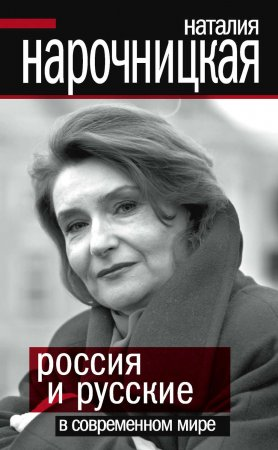 наталия
нарочницкая
россия
и русские
в современном мире